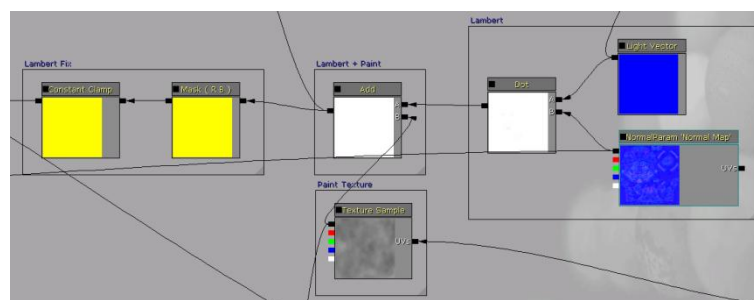 Lambert
Light Vector
Lambert Fix
Lambert + Paint
Constant Clamp
Mask ( R B )
Add
A
B
Dot
A
B
NormalParam 'Normal Map'
UVs
Paint Texture
Texture Sample
UVs